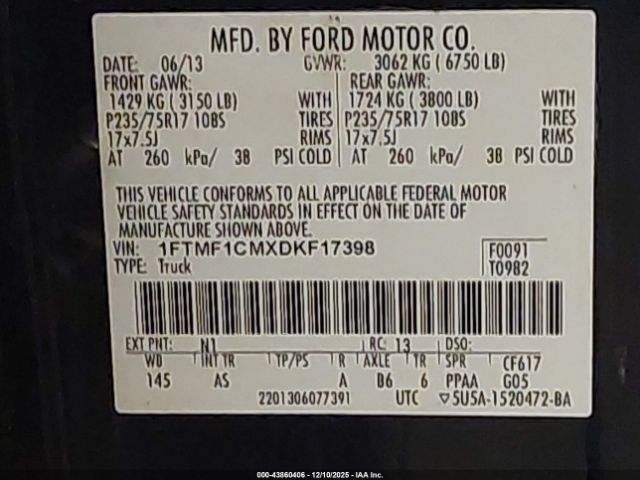 MFD. BY FORD MOTOR CO.
DATE: 06/13 GVWR: 3062 KG ( 6750 LB)
FRONT GAWR: REAR GAWR:
1429 KG ( 3150 LB) WITH 1724 KG ( 3800 LB) WITH
P235/75R17 108S TIRES P235/75R17 108S TIRES
17x7.5J RIMS 17x7.5J RIMS
AT 260 kPa/ 38 PSI COLD AT 260 kPa/ 38 PSI COLD
THIS VEHICLE CONFORMS TO ALL APPLICABLE FEDERAL MOTOR
VEHICLE SAFETY STANDARDS IN EFFECT ON THE DATE OF
MANUFACTURE SHOWN ABOVE.
VIN: 1FTMF1CMXDKF17398 F0091
TYPE: Truck T0982
EXT PNT: N1 RC: 13 DSO:
WB INT TR TP/PS R AXLE TR SPR CF617
145 AS A B6 6 PPAA G05
2201306077391 UTC ▽5U5A-1520472-BA
000-43860406 - 12/10/2025 - IAA Inc.